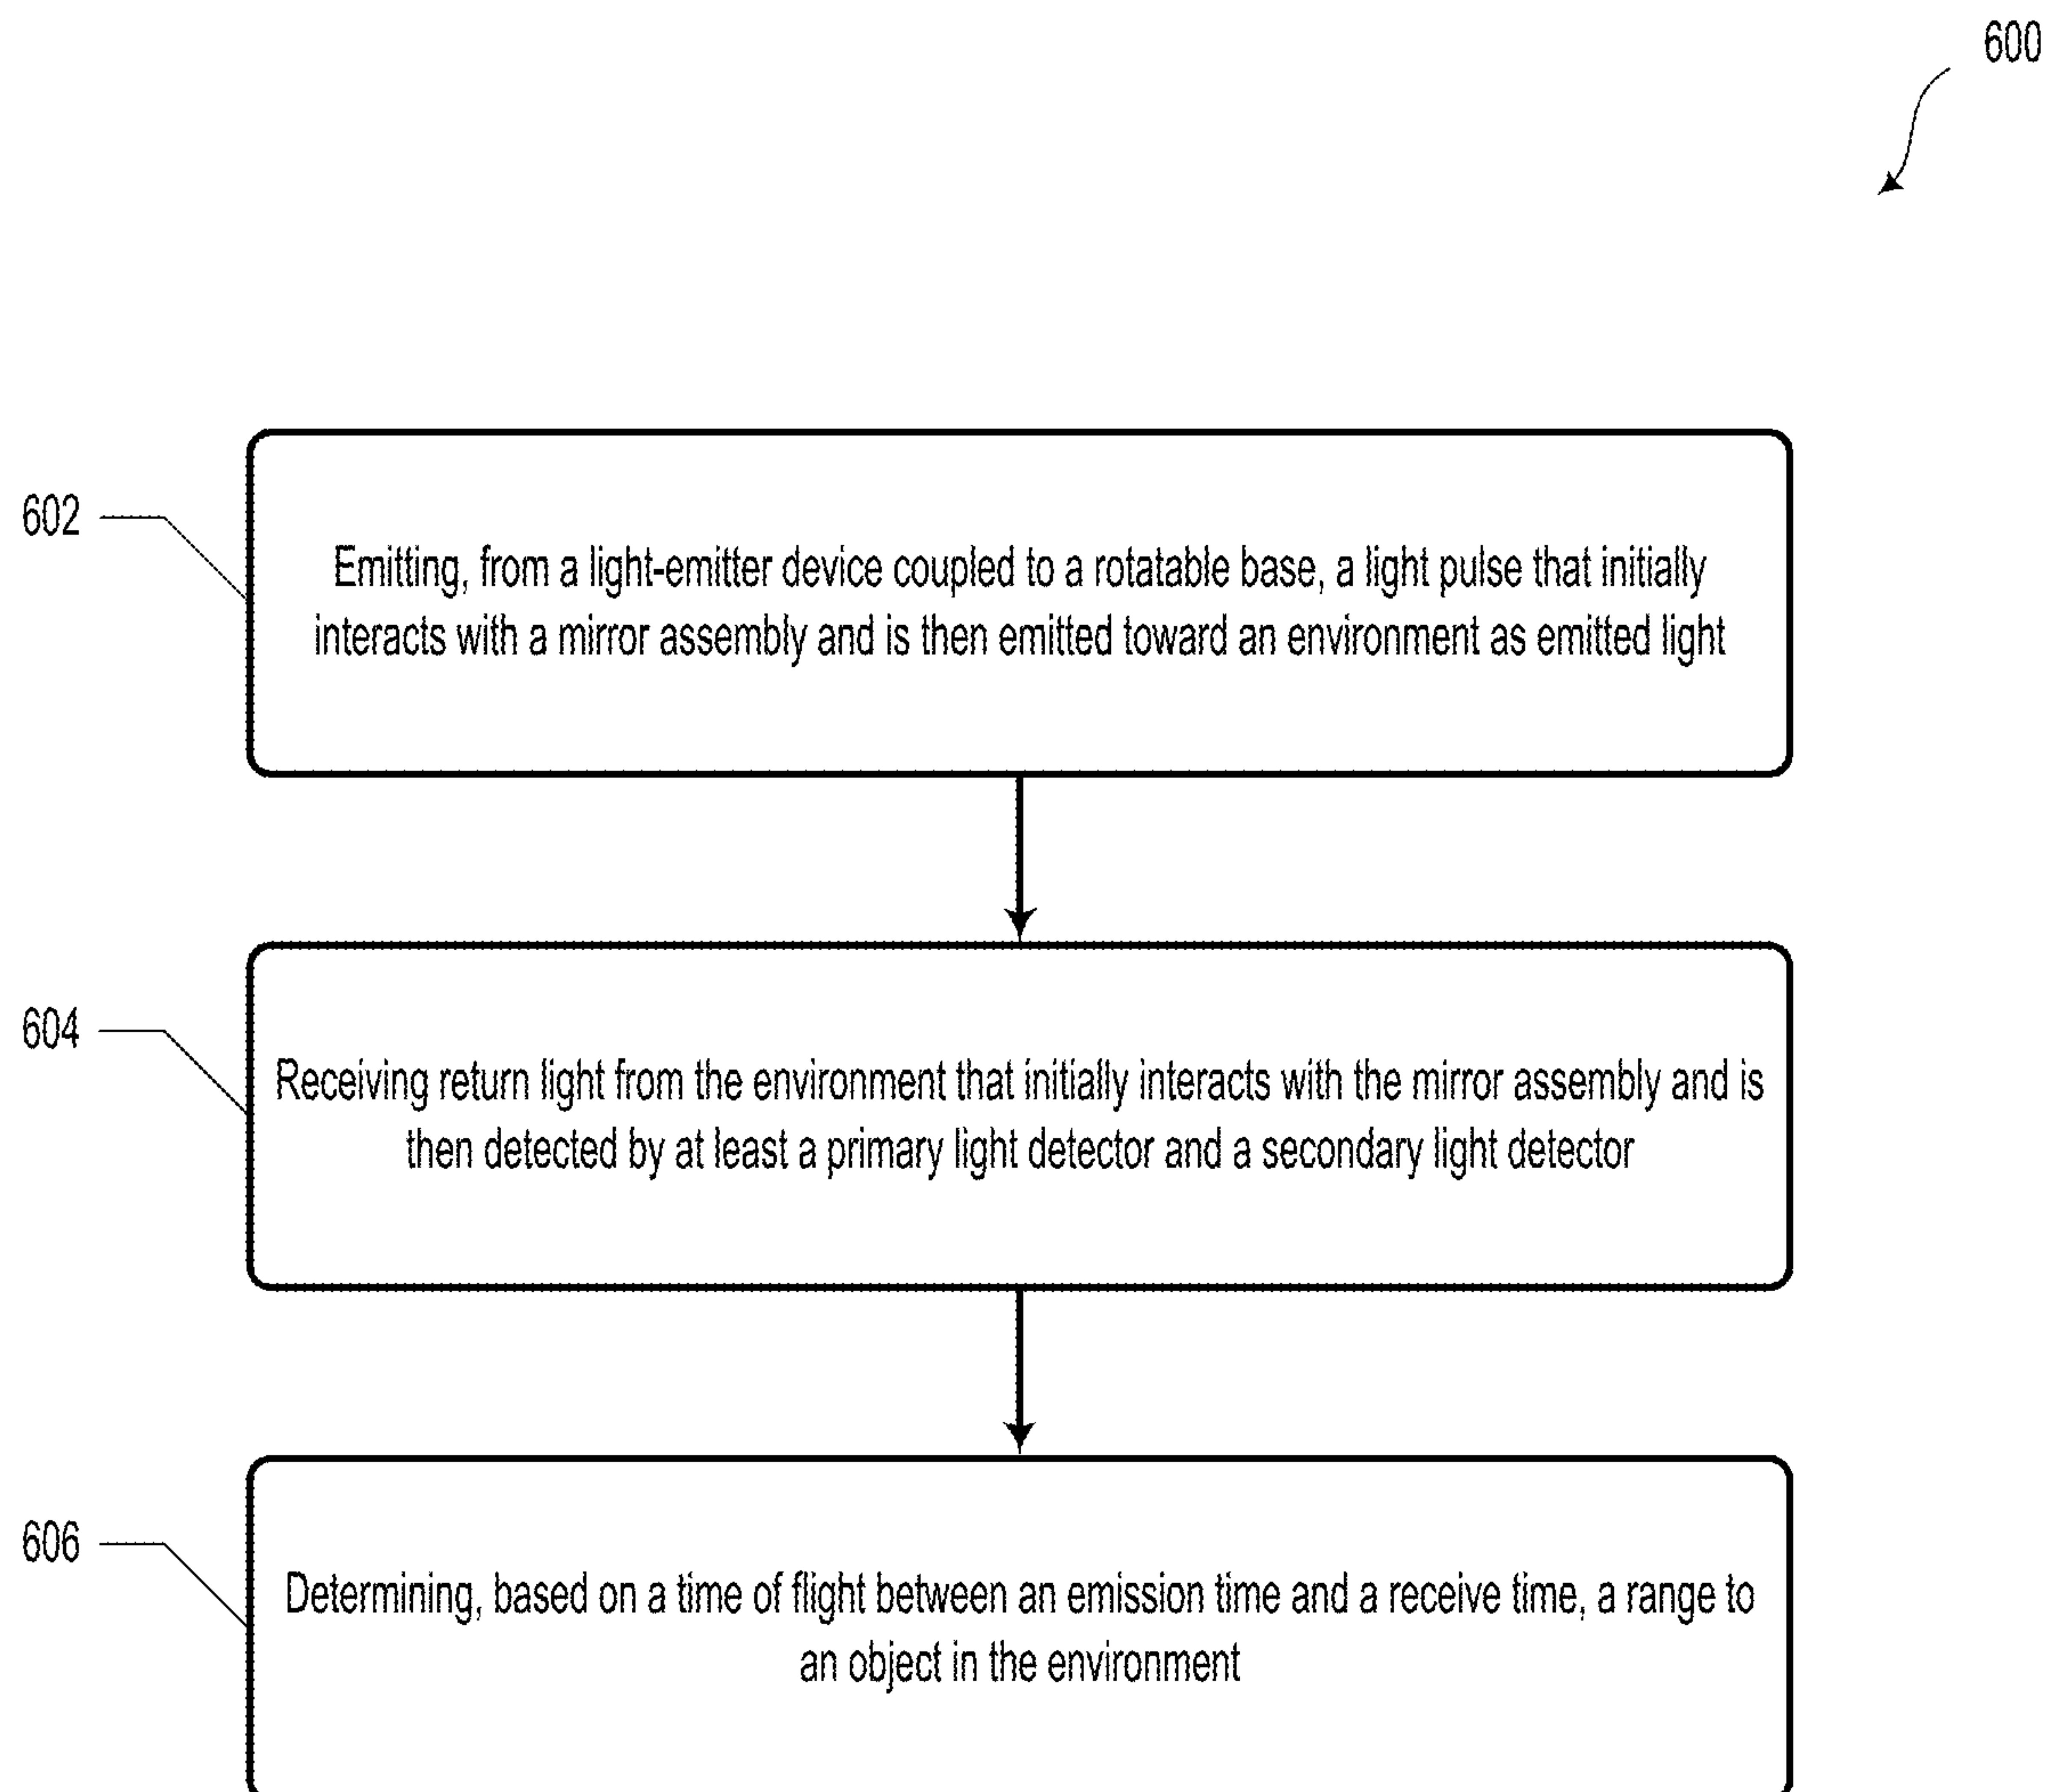 600
602
Emitting, from a light-emitter device coupled to a rotatable base, a light pulse that initially
interacts with a mirror assembly and is then emitted toward an environment as emitted light
604
Receiving return light from the environment that initially interacts with the mirror assembly and is
then detected by at least a primary light detector and a secondary light detector
606
Determining, based on a time of flight between an emission time and a receive time, a range to
an object in the environment